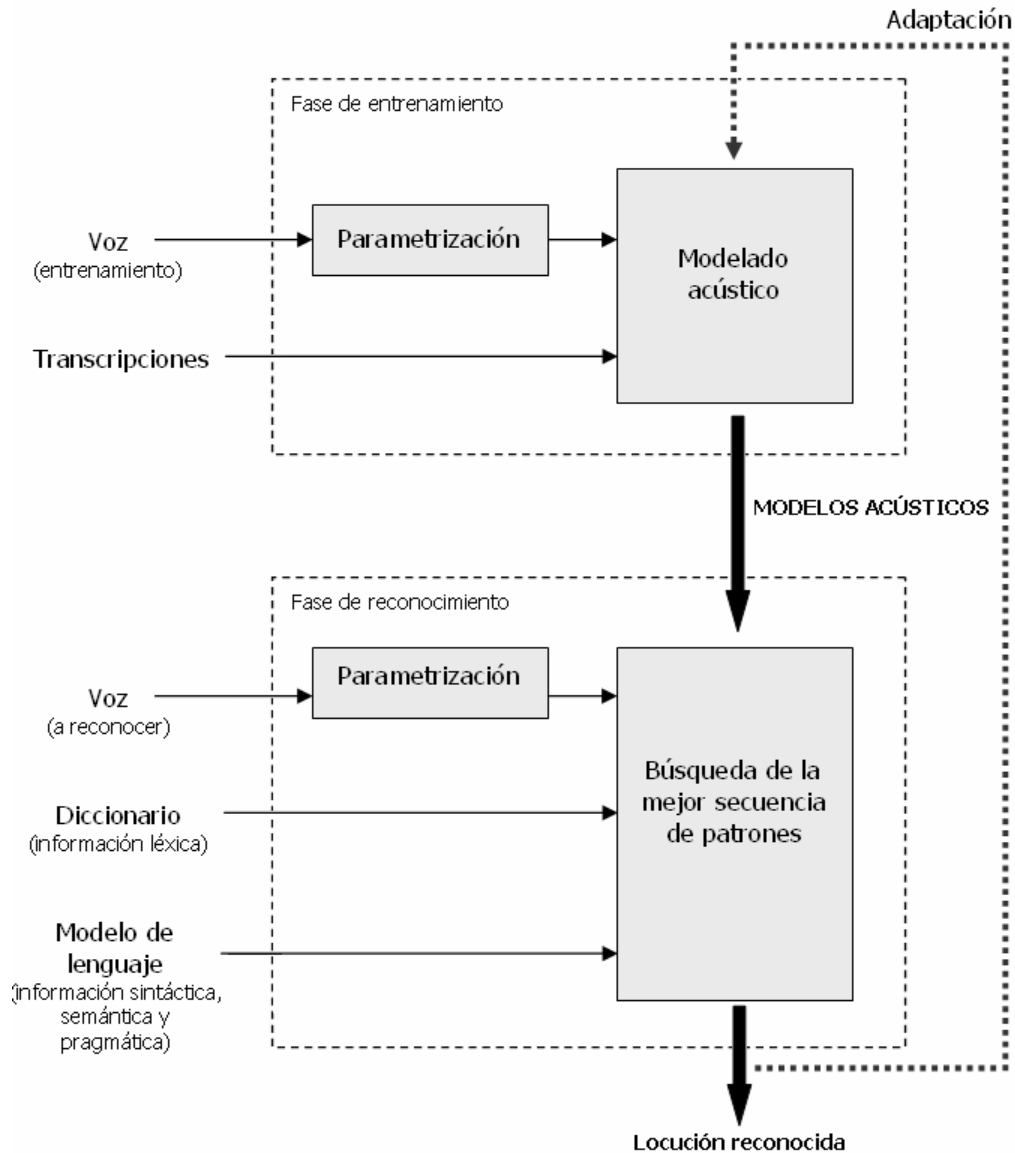 Adaptación
Fase de entrenamiento
Parametrización
Voz
(entrenamiento)
Modelado
acústico
Transcripciones
MODELOS ACÚSTICOS
Fase de reconocimiento
Parametrización
Voz
(a reconocer)
Búsqueda de la
mejor secuencia
de patrones
Diccionario
(información léxica)
Modelo de
lenguaje
(información sintáctica,
semántica y
pragmática)
Locución reconocida